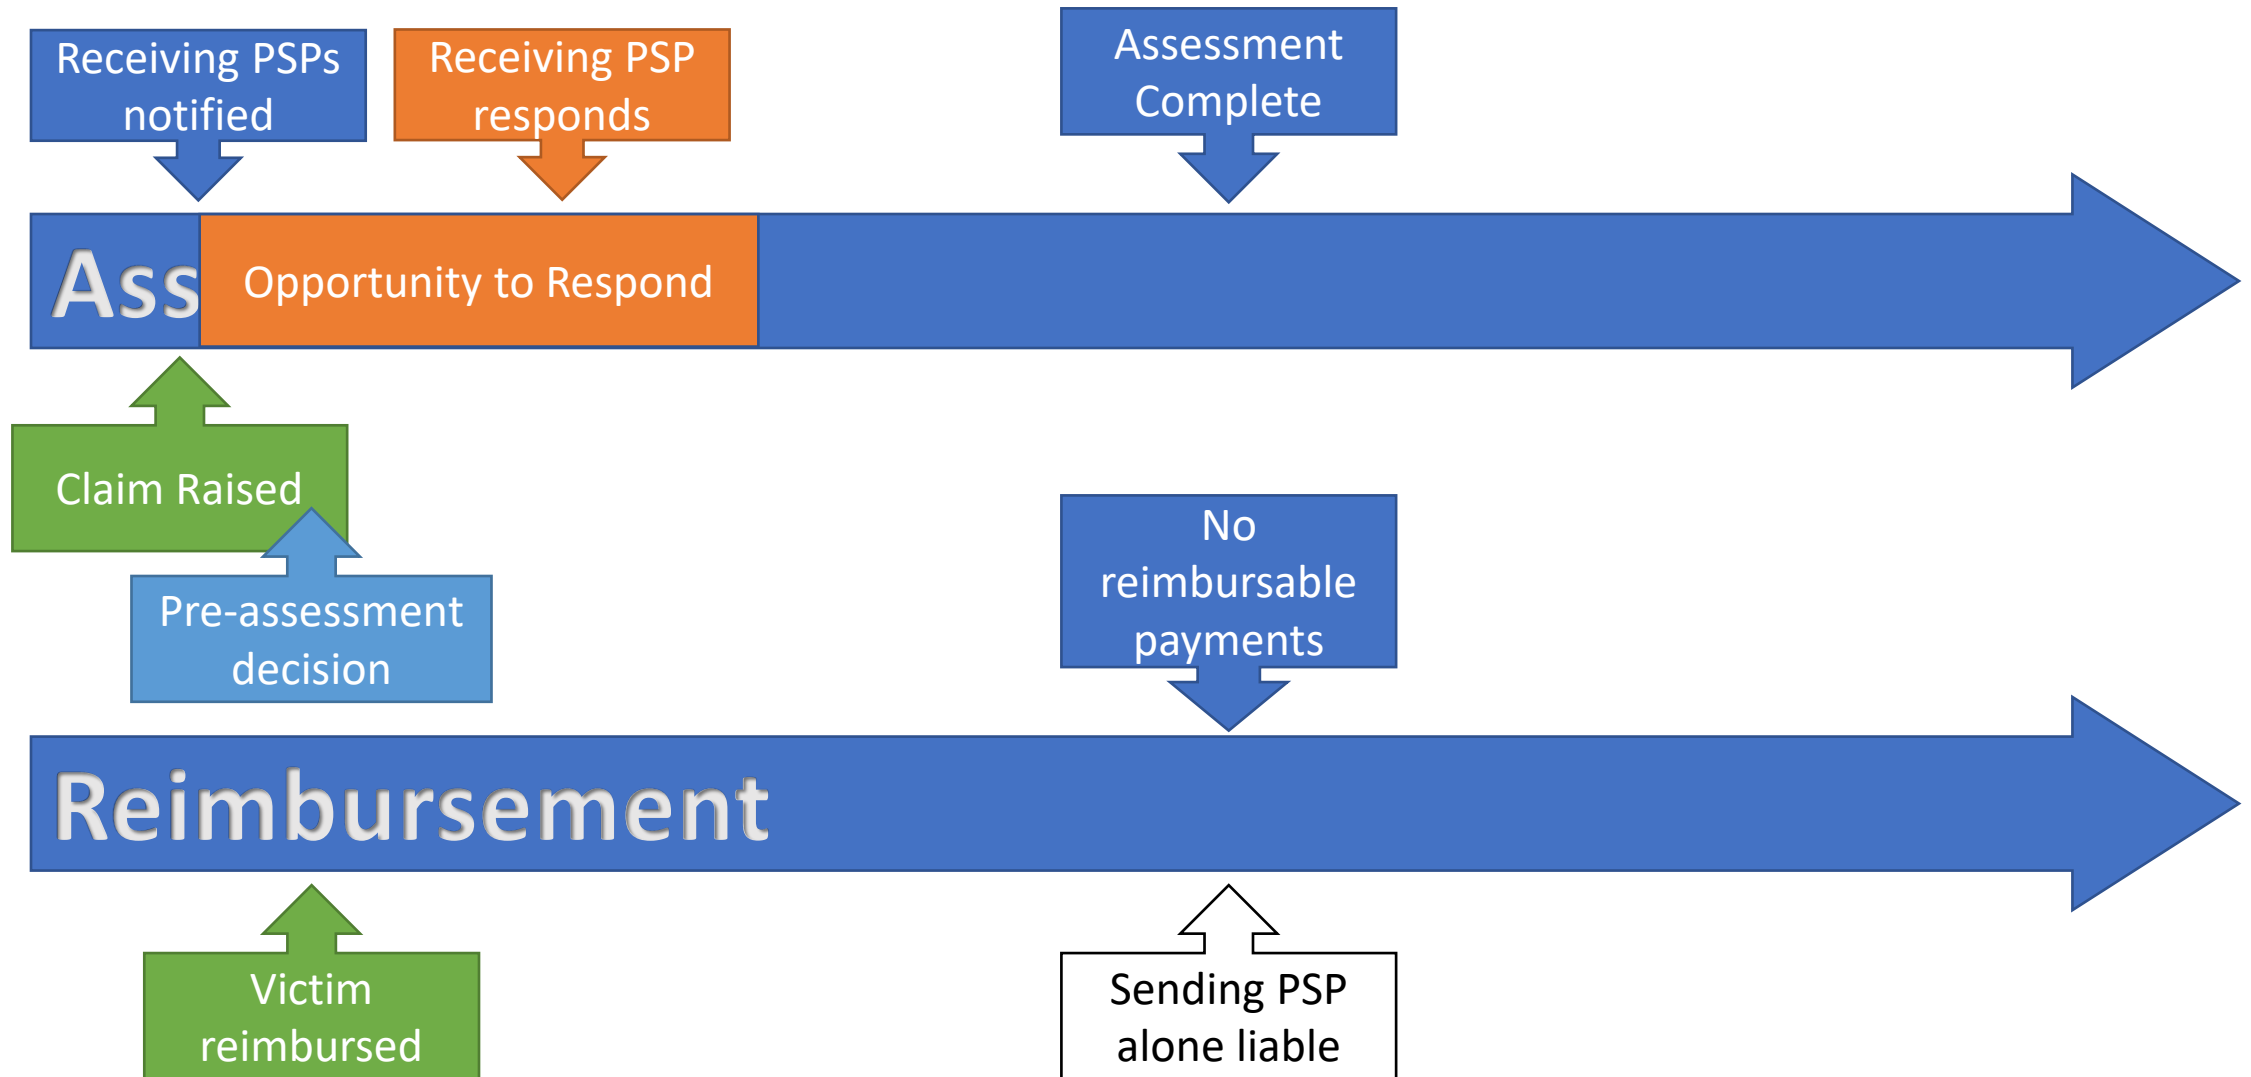 Receiving PSPs
notified
Receiving PSP
responds
Assessment
Complete
Ass
Opportunity to Respond
Claim Raised
Pre-assessment
decision
No
reimbursable
payments
Reimbursement
Victim
reimbursed
Sending PSP
alone liable